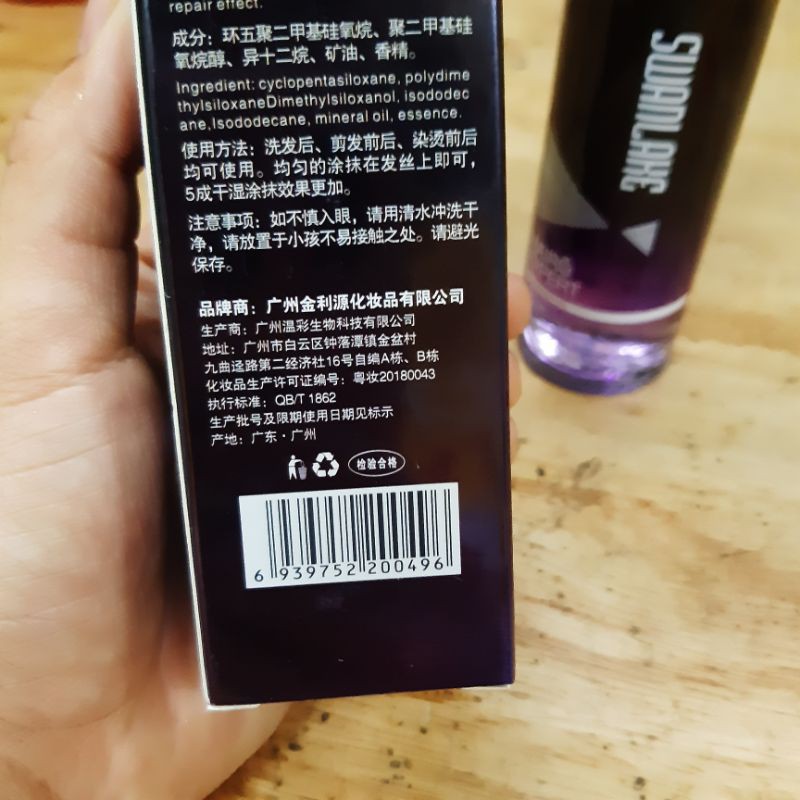 repair effect.
成分：环五聚二甲基硅氧烷、聚二甲基硅
氧烷醇、异十二烷、矿油、香精。
Ingredient: cyclopentasiloxane, polydime
thylsiloxaneDimethylsiloxanol, isododec
ane,Isododecane, mineral oil, essence.
使用方法：洗发后、剪发前后、染烫前后
均可使用。均匀的涂抹在发丝上即可，
5成干湿涂抹效果更加。
注意事项：如不慎入眼，请用清水冲洗干
净，请放置于小孩不易接触之处。请避光
保存。
品牌商：广州金利源化妆品有限公司
生产商：广州温彩生物科技有限公司
地址：广州市白云区钟落潭镇金盆村
九曲迳路第二经济社16号自编A栋、B栋
化妆品生产许可证编号：粤妆20180043
执行标准：QB/T 1862
生产批号及限期使用日期见标示
产地：广东·广州
检验合格
6 939752 200496
SWANLAKE